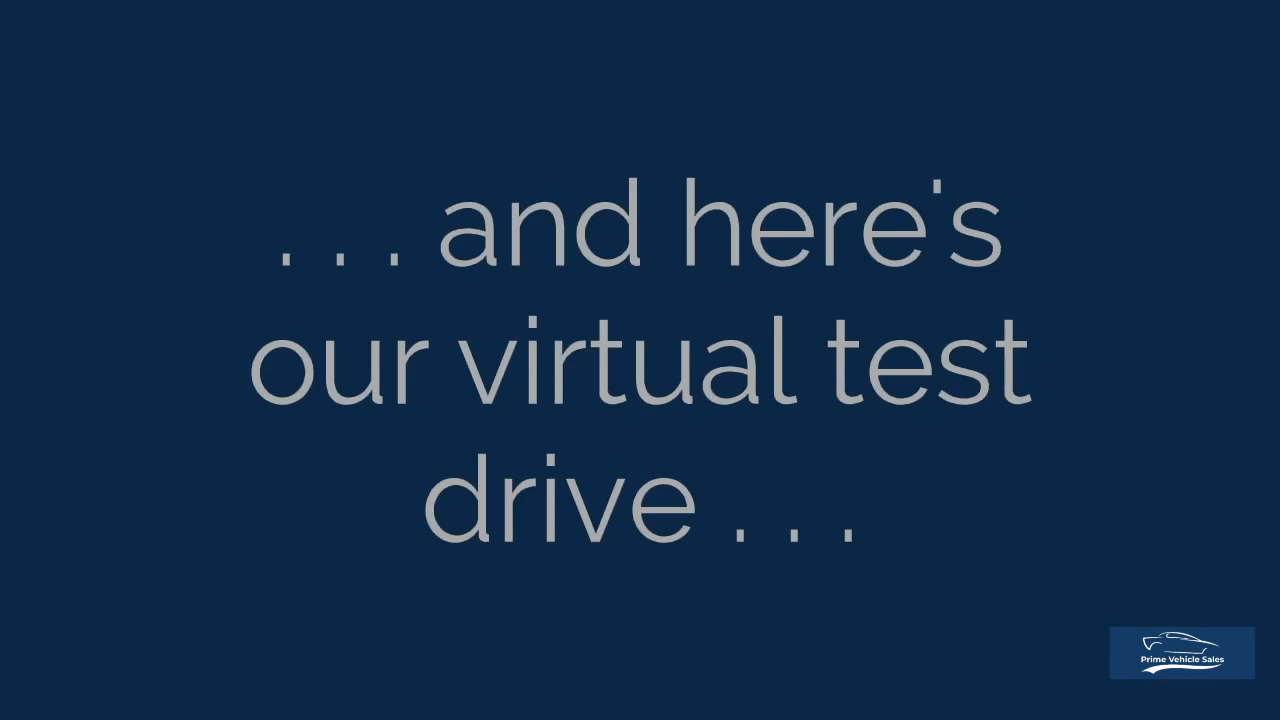 . . . and here's
our virtual test
drive . . .
Prime Vehicle Sales